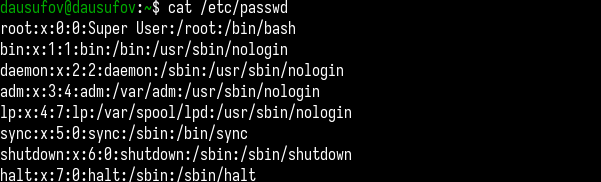 dausufov@dausufov:~$ cat /etc/passwd
root:x:0:0:Super User:/root:/bin/bash
bin:x:1:1:bin:/bin:/usr/sbin/nologin
daemon:x:2:2:daemon:/sbin:/usr/sbin/nologin
adm:x:3:4:adm:/var/adm:/usr/sbin/nologin
lp:x:4:7:lp:/var/spool/lpd:/usr/sbin/nologin
sync:x:5:0:sync:/sbin:/bin/sync
shutdown:x:6:0:shutdown:/sbin:/sbin/shutdown
halt:x:7:0:halt:/sbin:/sbin/halt